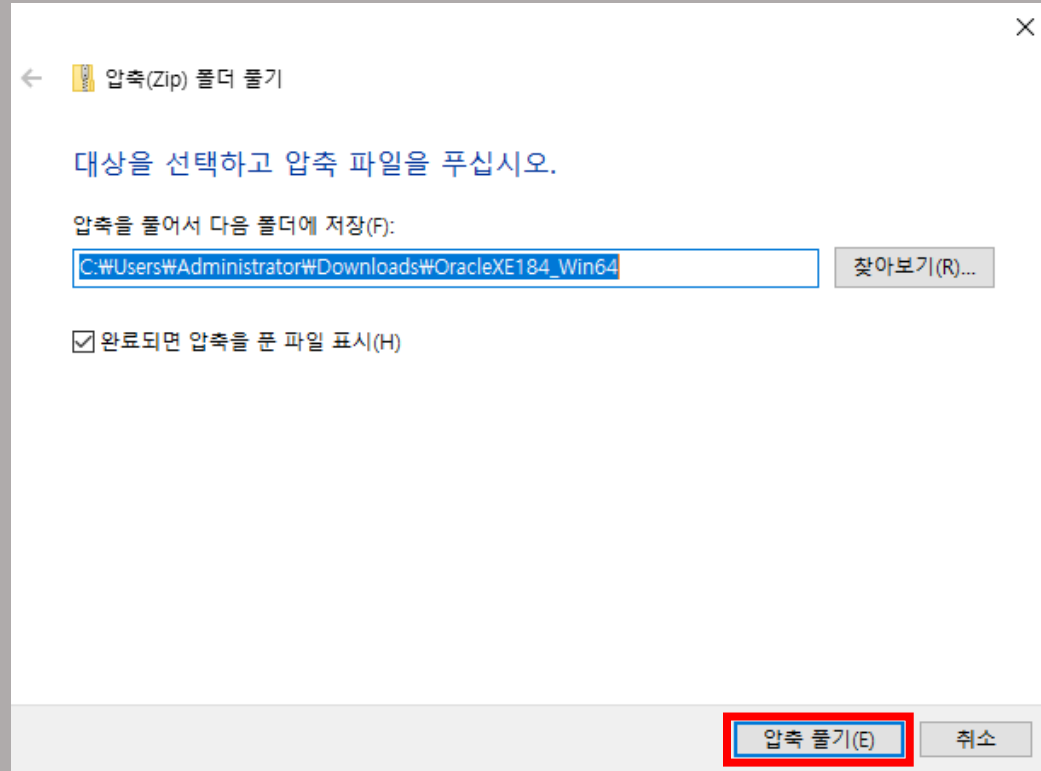 압축(Zip) 폴더 풀기
대상을 선택하고 압축 파일을 푸십시오.
압축을 풀어서 다음 폴더에 저장(F):
C:₩Users₩Administrator₩Downloads₩OracleXE184_Win64
찾아보기(R)...
완료되면 압축을 푼 파일 표시(H)
압축 풀기(E)
취소